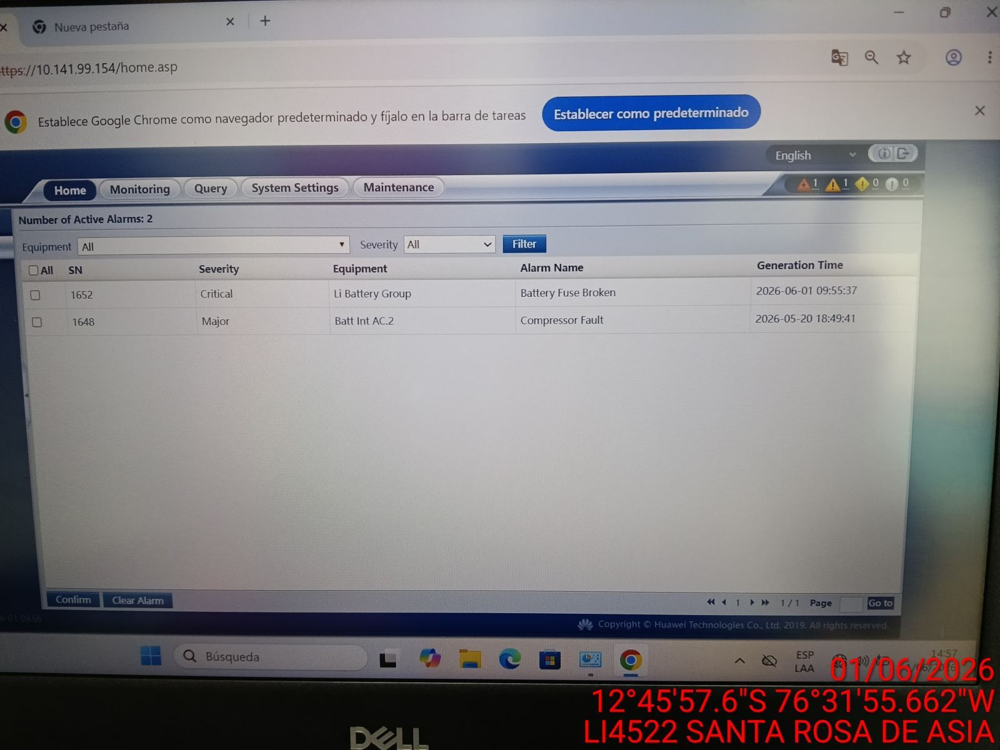 Nueva pestaña
ttps://10.141.99.154/home.asp
Establece Google Chrome como navegador predeterminado y fíjalo en la barra de tareas
Establecer como predeterminado
English
Home
Monitoring
Query
System Settings
Maintenance
1 1 0 0
Number of Active Alarms: 2
Equipment All Severity All Filter
All SN Severity Equipment Alarm Name Generation Time
1652 Critical Li Battery Group Battery Fuse Broken 2026-06-01 09:55:37
1648 Major Batt Int AC.2 Compressor Fault 2026-05-20 18:49:41
Confirm Clear Alarm 1 1 / 1 Page Go to
6-01 09:56
Copyright © Huawei Technologies Co., Ltd. 2019. All rights reserved.
Búsqueda
ESP
LAA
14:57
01/06/2026
12°45'57.6"S 76°31'55.662"W
LI4522 SANTA ROSA DE ASIA
DELL